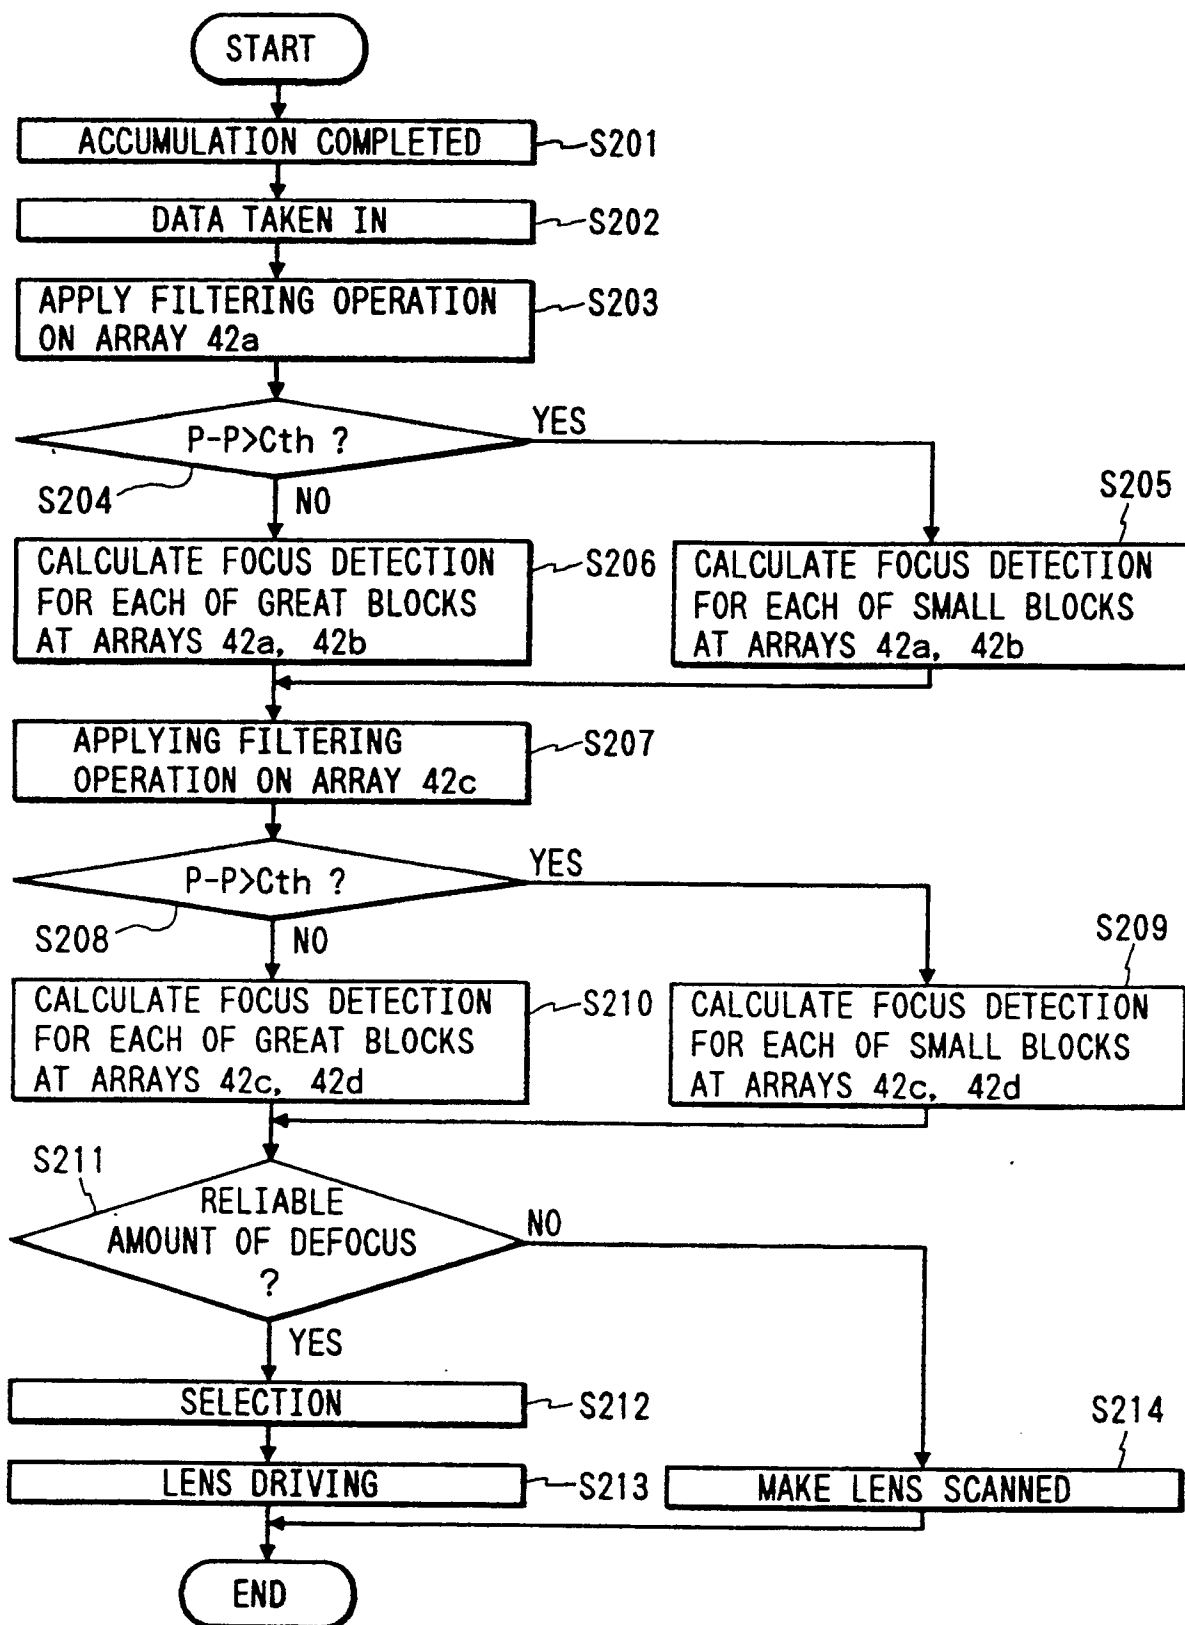 START
ACCUMULATION COMPLETED
S201
DATA TAKEN IN
S202
APPLY FILTERING OPERATION
ON ARRAY 42a
S203
P-P>Cth ?
YES
S204
NO
S205
CALCULATE FOCUS DETECTION
FOR EACH OF GREAT BLOCKS
AT ARRAYS 42a, 42b
S206
CALCULATE FOCUS DETECTION
FOR EACH OF SMALL BLOCKS
AT ARRAYS 42a, 42b
APPLYING FILTERING
OPERATION ON ARRAY 42c
S207
P-P>Cth ?
YES
S208
NO
S209
CALCULATE FOCUS DETECTION
FOR EACH OF GREAT BLOCKS
AT ARRAYS 42c, 42d
S210
CALCULATE FOCUS DETECTION
FOR EACH OF SMALL BLOCKS
AT ARRAYS 42c, 42d
S211
RELIABLE
AMOUNT OF DEFOCUS
?
NO
YES
SELECTION
S212
S214
LENS DRIVING
S213
MAKE LENS SCANNED
END